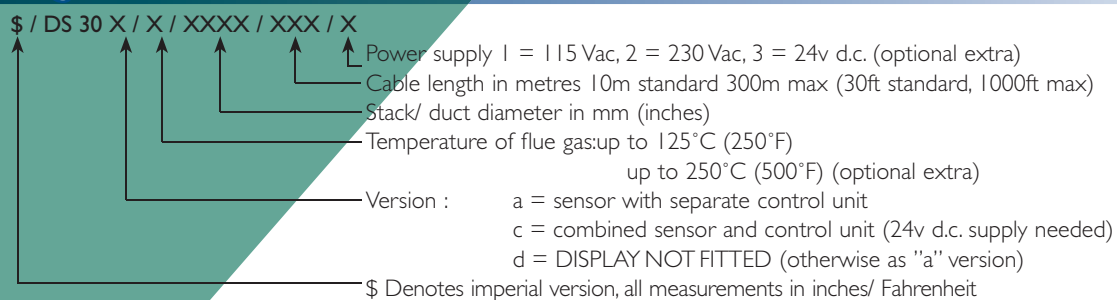 $ / DS 30 X / X / XXXX / XXX / X
Power supply 1 = 115 Vac, 2 = 230 Vac, 3 = 24v d.c. (optional extra)
Cable length in metres 10m standard 300m max (30ft standard, 1000ft max)
Stack/ duct diameter in mm (inches)
Temperature of flue gas:up to 125˚C (250˚F)
up to 250˚C (500˚F) (optional extra)
Version : a = sensor with separate control unit
c = combined sensor and control unit (24v d.c. supply needed)
d = DISPLAY NOT FITTED (otherwise as ”a” version)
$ Denotes imperial version, all measurements in inches/ Fahrenheit